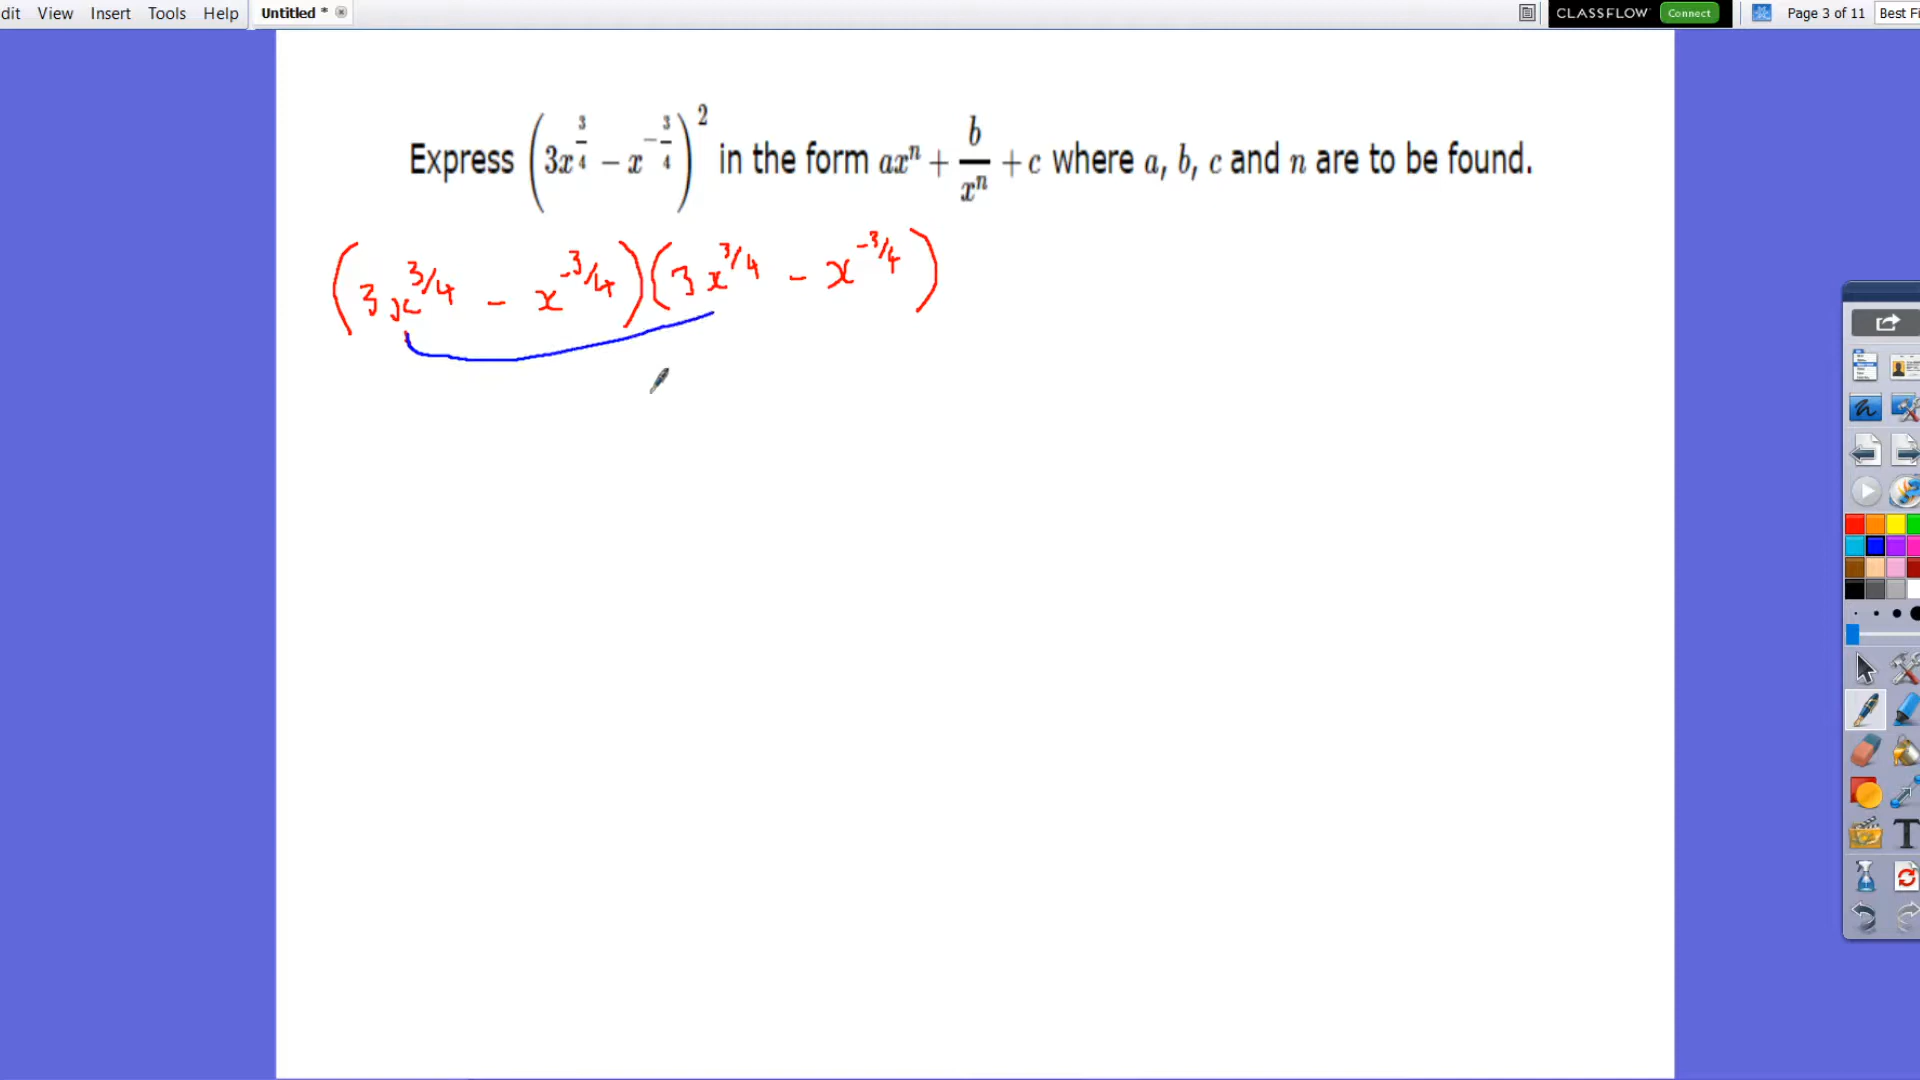 dit View Insert Tools Help Untitled * CLASSFLOW Connect Page 3 of 11 Best Fi
Express (3x^{3/4} − x^{−3/4})^2 in the form ax^n + b/x^n + c where a, b, c and n are to be found.
(3x^{3/4} − x^{−3/4})(3x^{3/4} − x^{−3/4})